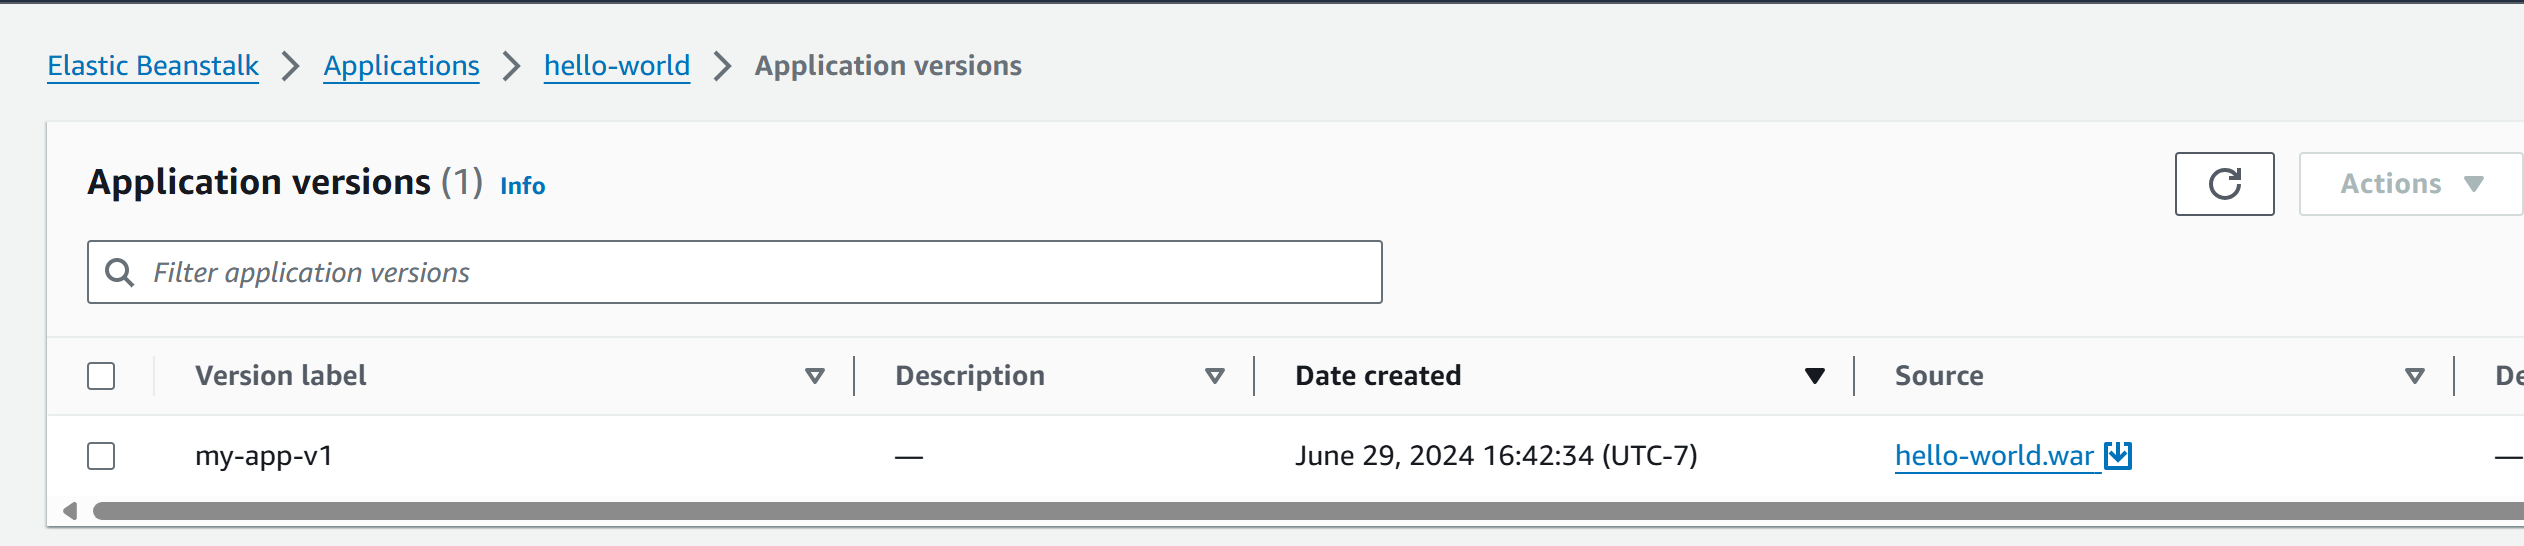 Elastic Beanstalk > Applications > hello-world > Application versions
Application versions (1) Info
Actions
Filter application versions
Version label Description Date created Source De
my-app-v1 — June 29, 2024 16:42:34 (UTC-7) hello-world.war —